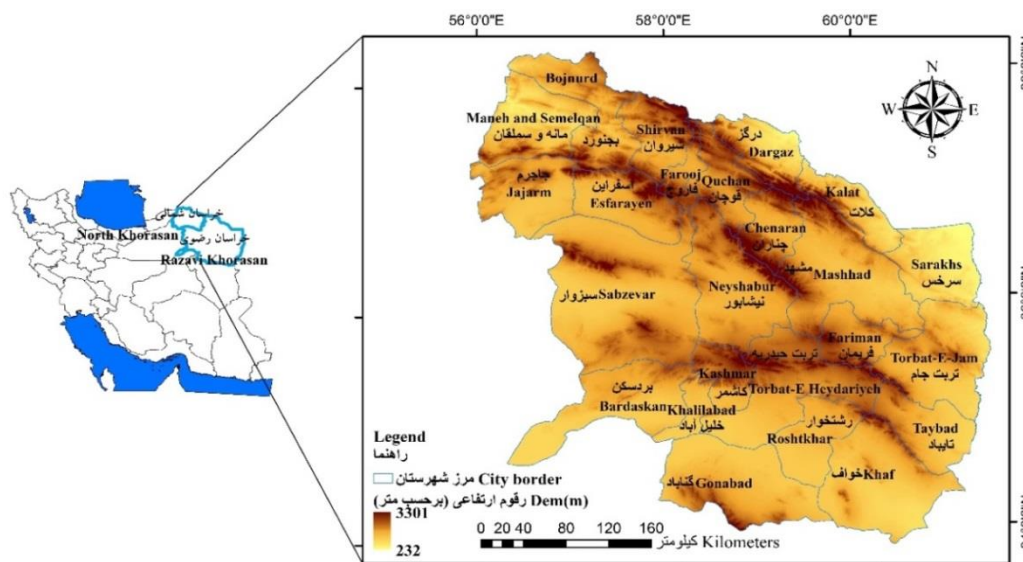 56°0'0"E
58°0'0"E
60°0'0"E
N
W
E
S
Bojnurd
Maneh and Semelqan
مانه و سملقان
بجنورد
Shirvan
شیروان
درگز
Dargaz
جاجرم
Jajarm
اسفراین
Esfarayen
Farooj
فاروج
Quchan
قوچان
Kalat
کلات
Chenaran
چناران
مشهد
Mashhad
Sarakhs
سرخس
Neyshabur
نیشابور
سبزوار Sabzevar
Fariman
فریمان
تربت حیدریه
Torbat-E-Jam
تربت جام
Kashmar
کاشمر
Torbat-E Heydariyeh
بردسکن
Bardaskan
Khalilabad
خلیل آباد
رشتخوار
Roshtkhar
Taybad
تایباد
خواف Khaf
گناباد Gonabad
خراسان شمالی
North Khorasan
خراسان رضوی
Razavi Khorasan
Legend
راهنما
مرز شهرستان City border
رقوم ارتفاعی (برحسب متر) Dem(m)
3301
232
0 20 40 80 120 160
کیلومتر Kilometers